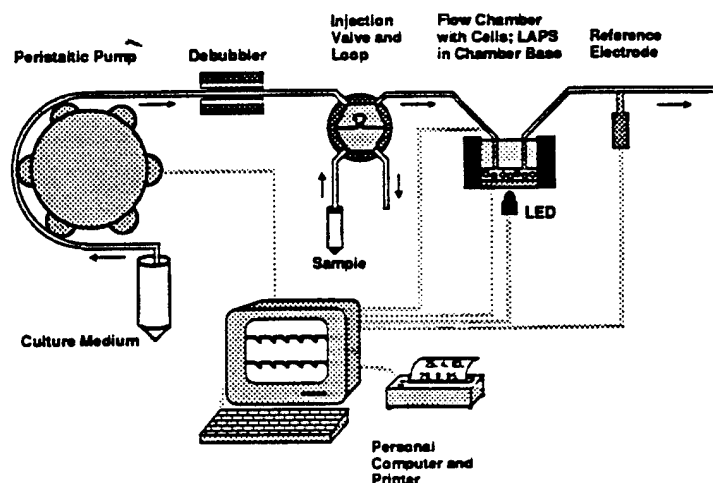 Peristaltic Pump
Debubbler
Injection
Valve and
Loop
Flow Chamber
with Cells; LAPS
in Chamber Base
Reference
Electrode
LED
Sample
Culture Medium
Personal
Computer and
Printer